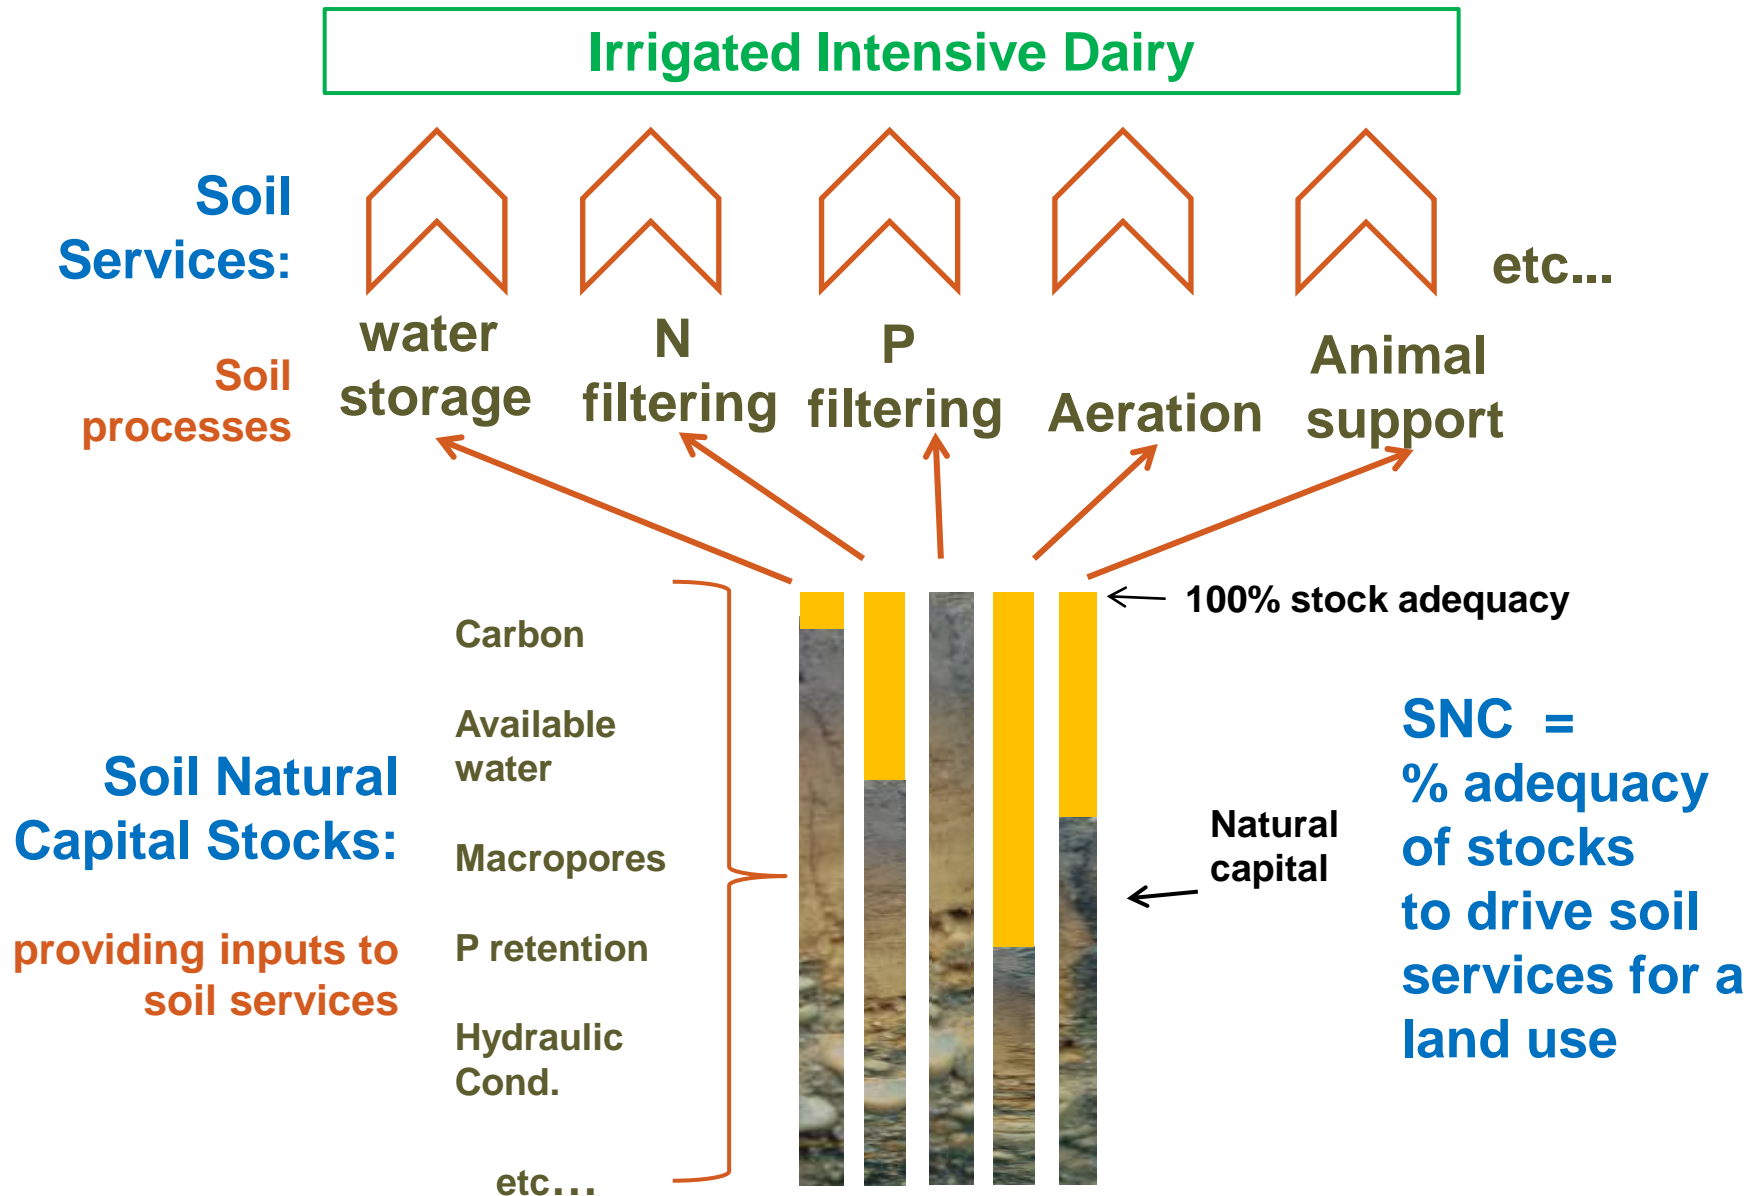 Irrigated Intensive Dairy
Soil
Services:
etc...
Soil
processes
water
storage
N
filtering
P
filtering
Aeration
Animal
support
100% stock adequacy
Soil Natural
Capital Stocks:
providing inputs to
soil services
Carbon
Available
water
Macropores
P retention
Hydraulic
Cond.
etc...
Natural
capital
SNC =
% adequacy
of stocks
to drive soil
services for a
land use